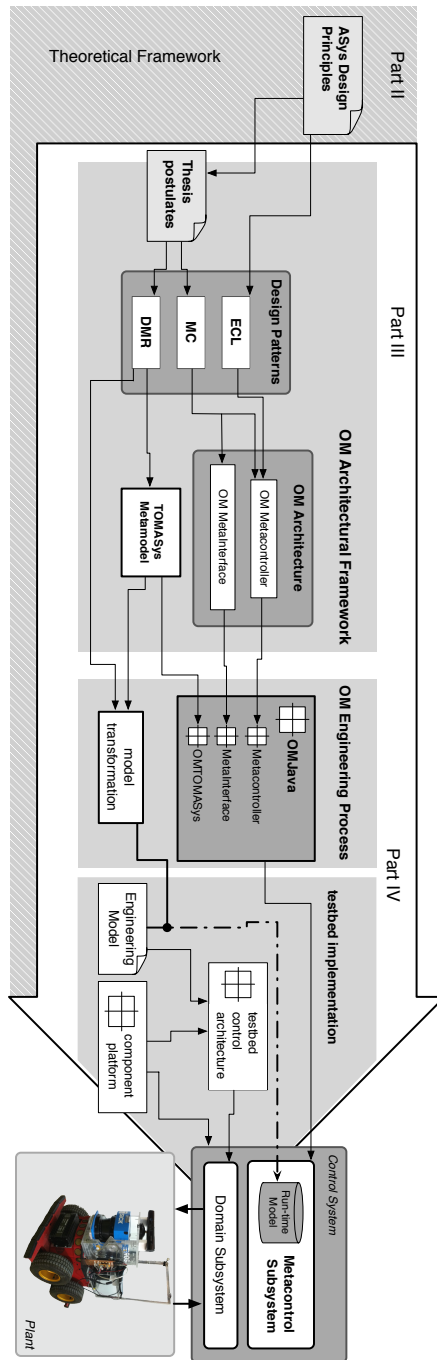 Part II
Theoretical Framework
ASys Design
Principles
Part III
OM Architectural Framework
Thesis
postulates
Design Patterns
ECL
MC
DMR
OM Architecture
OM Metacontroller
OM MetaInterface
TOMASys
Metamodel
Part IV
OM Engineering Process
OMJava
Metacontroller
MetaInterface
OMTOMASys
model
transformation
testbed implementation
Engineering
Model
testbed
control
architecture
component
platform
Control System
Run-time
Model
Metacontrol
Subsystem
Domain Subsystem
Plant